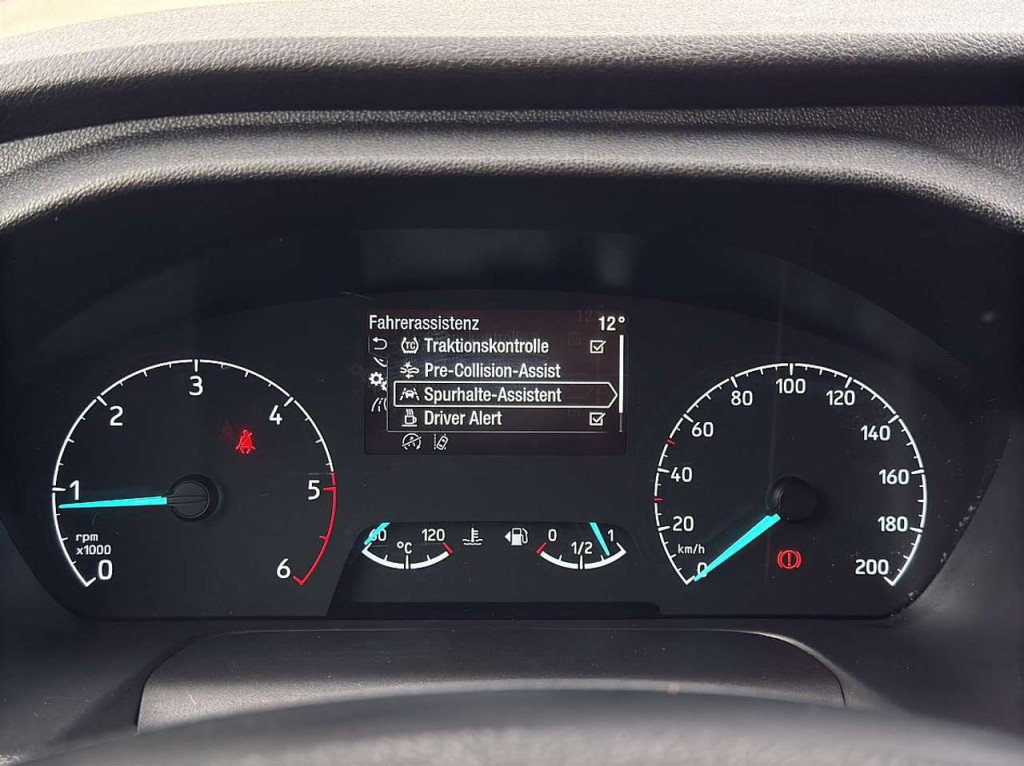 Fahrerassistenz 12°
TC Traktionskontrolle
Pre-Collision-Assist
Spurhalte-Assistent
Driver Alert
0
1
2
3
4
5
6
rpm
x1000
120
°C
0
1/2
1
0
20
40
60
80
100
120
140
160
180
200
km/h